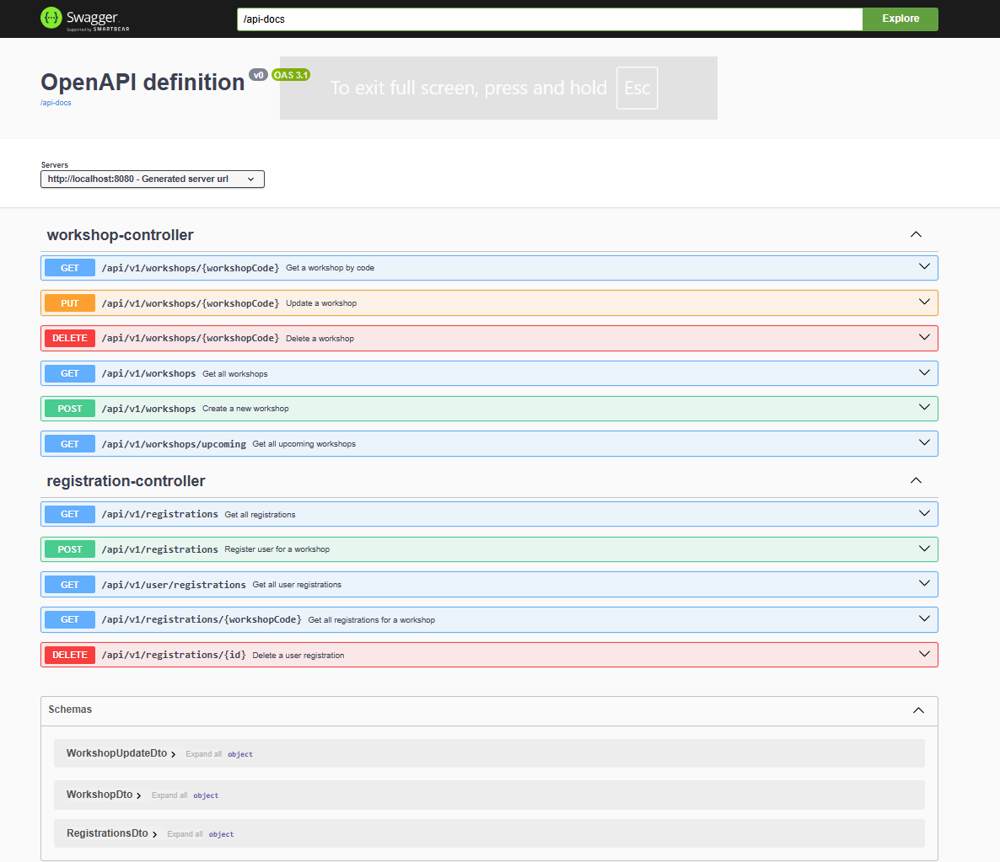 Swagger.
Supported by SMARTBEAR
/api-docs
Explore
OpenAPI definition v0 OAS 3.1
/api-docs
To exit full screen, press and hold Esc
Servers
http://localhost:8080 - Generated server url
workshop-controller
GET /api/v1/workshops/{workshopCode} Get a workshop by code
PUT /api/v1/workshops/{workshopCode} Update a workshop
DELETE /api/v1/workshops/{workshopCode} Delete a workshop
GET /api/v1/workshops Get all workshops
POST /api/v1/workshops Create a new workshop
GET /api/v1/workshops/upcoming Get all upcoming workshops
registration-controller
GET /api/v1/registrations Get all registrations
POST /api/v1/registrations Register user for a workshop
GET /api/v1/user/registrations Get all user registrations
GET /api/v1/registrations/{workshopCode} Get all registrations for a workshop
DELETE /api/v1/registrations/{id} Delete a user registration
Schemas
WorkshopUpdateDto Expand all object
WorkshopDto Expand all object
RegistrationsDto Expand all object